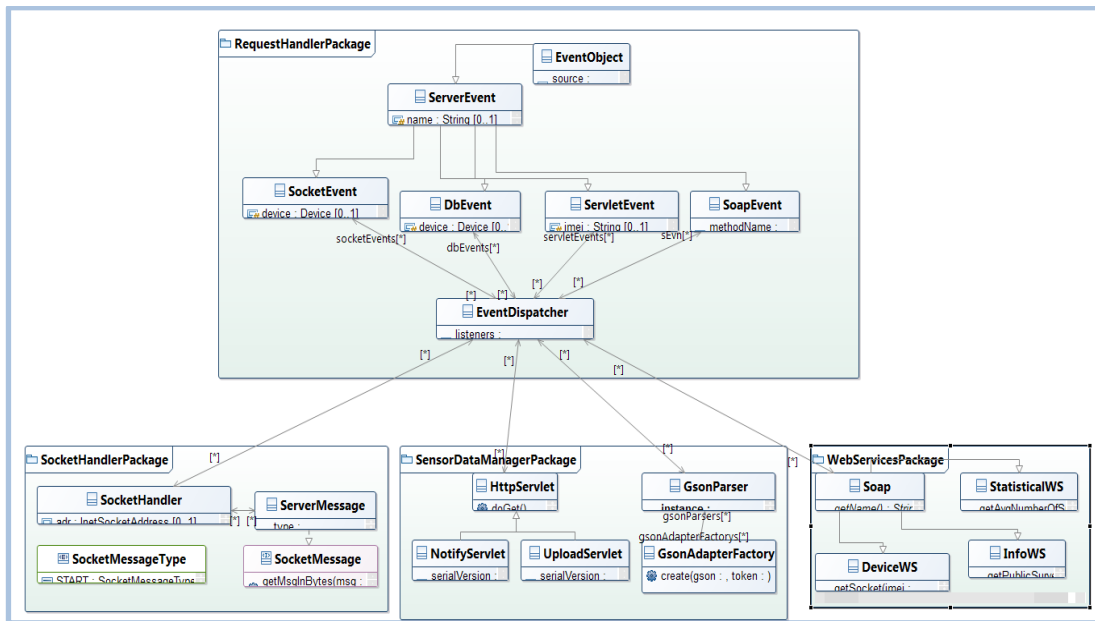 RequestHandlerPackage
EventObject
source :
ServerEvent
name : String [0..1]
SocketEvent
device : Device [0..1]
DbEvent
device : Device [0..
ServletEvent
imei : String [0..1]
SoapEvent
methodName :
socketEvents[*]
dbEvents[*]
servletEvents[*]
sEvn[*]
[*]
[*]
[*]
[*]
EventDispatcher
listeners :
[*]
[*]
[*]
[*]
[*]
[*]
[*]
[*]
SocketHandlerPackage
SocketHandler
adr : InetSocketAddress [0..1]
[*]
[*]
ServerMessage
type :
SocketMessageType
START : SocketMessageType
SocketMessage
getMsgInBytes(msg :
SensorDataManagerPackage
HttpServlet
doGet()
GsonParser
instance :
gsonParsers[*]
gsonAdapterFactorys[*]
NotifyServlet
serialVersion :
UploadServlet
serialVersion :
GsonAdapterFactory
create(gson : , token : )
WebServicesPackage
Soap
getName() : Strin
StatisticalWS
getAvgNumberOfS
DeviceWS
getSocket(imei :
InfoWS
getPublicSurve